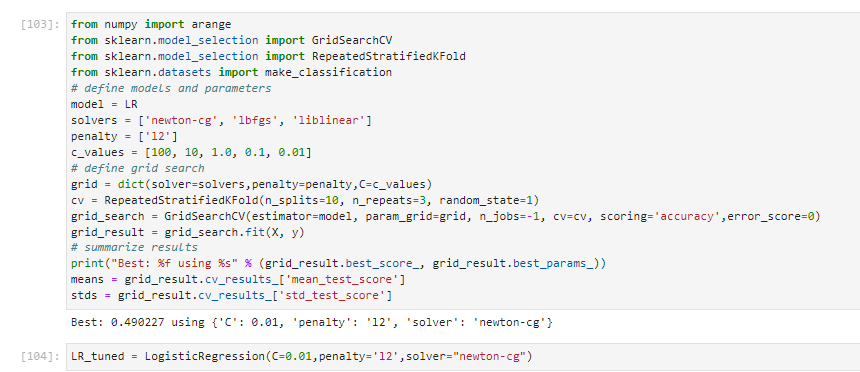 [103]: from numpy import arange
from sklearn.model_selection import GridSearchCV
from sklearn.model_selection import RepeatedStratifiedKFold
from sklearn.datasets import make_classification
# define models and parameters
model = LR
solvers = ['newton-cg', 'lbfgs', 'liblinear']
penalty = ['l2']
c_values = [100, 10, 1.0, 0.1, 0.01]
# define grid search
grid = dict(solver=solvers,penalty=penalty,C=c_values)
cv = RepeatedStratifiedKFold(n_splits=10, n_repeats=3, random_state=1)
grid_search = GridSearchCV(estimator=model, param_grid=grid, n_jobs=-1, cv=cv, scoring='accuracy',error_score=0)
grid_result = grid_search.fit(X, y)
# summarize results
print("Best: %f using %s" % (grid_result.best_score_, grid_result.best_params_))
means = grid_result.cv_results_['mean_test_score']
stds = grid_result.cv_results_['std_test_score']
Best: 0.490227 using {'C': 0.01, 'penalty': 'l2', 'solver': 'newton-cg'}
[104]: LR_tuned = LogisticRegression(C=0.01,penalty='l2',solver="newton-cg")